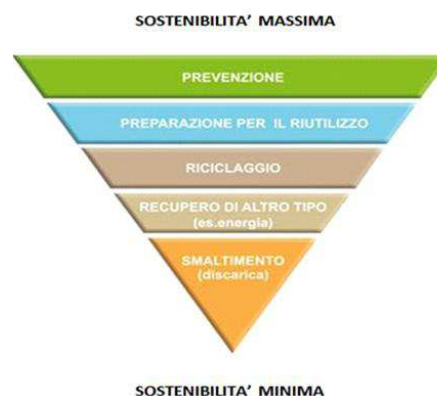 SOSTENIBILITA' MASSIMA
PREVENZIONE
PREPARAZIONE PER IL RIUTILIZZO
RICICLAGGIO
RECUPERO DI ALTRO TIPO
(es.energia)
SMALTIMENTO
(discarica)
SOSTENIBILITA' MINIMA